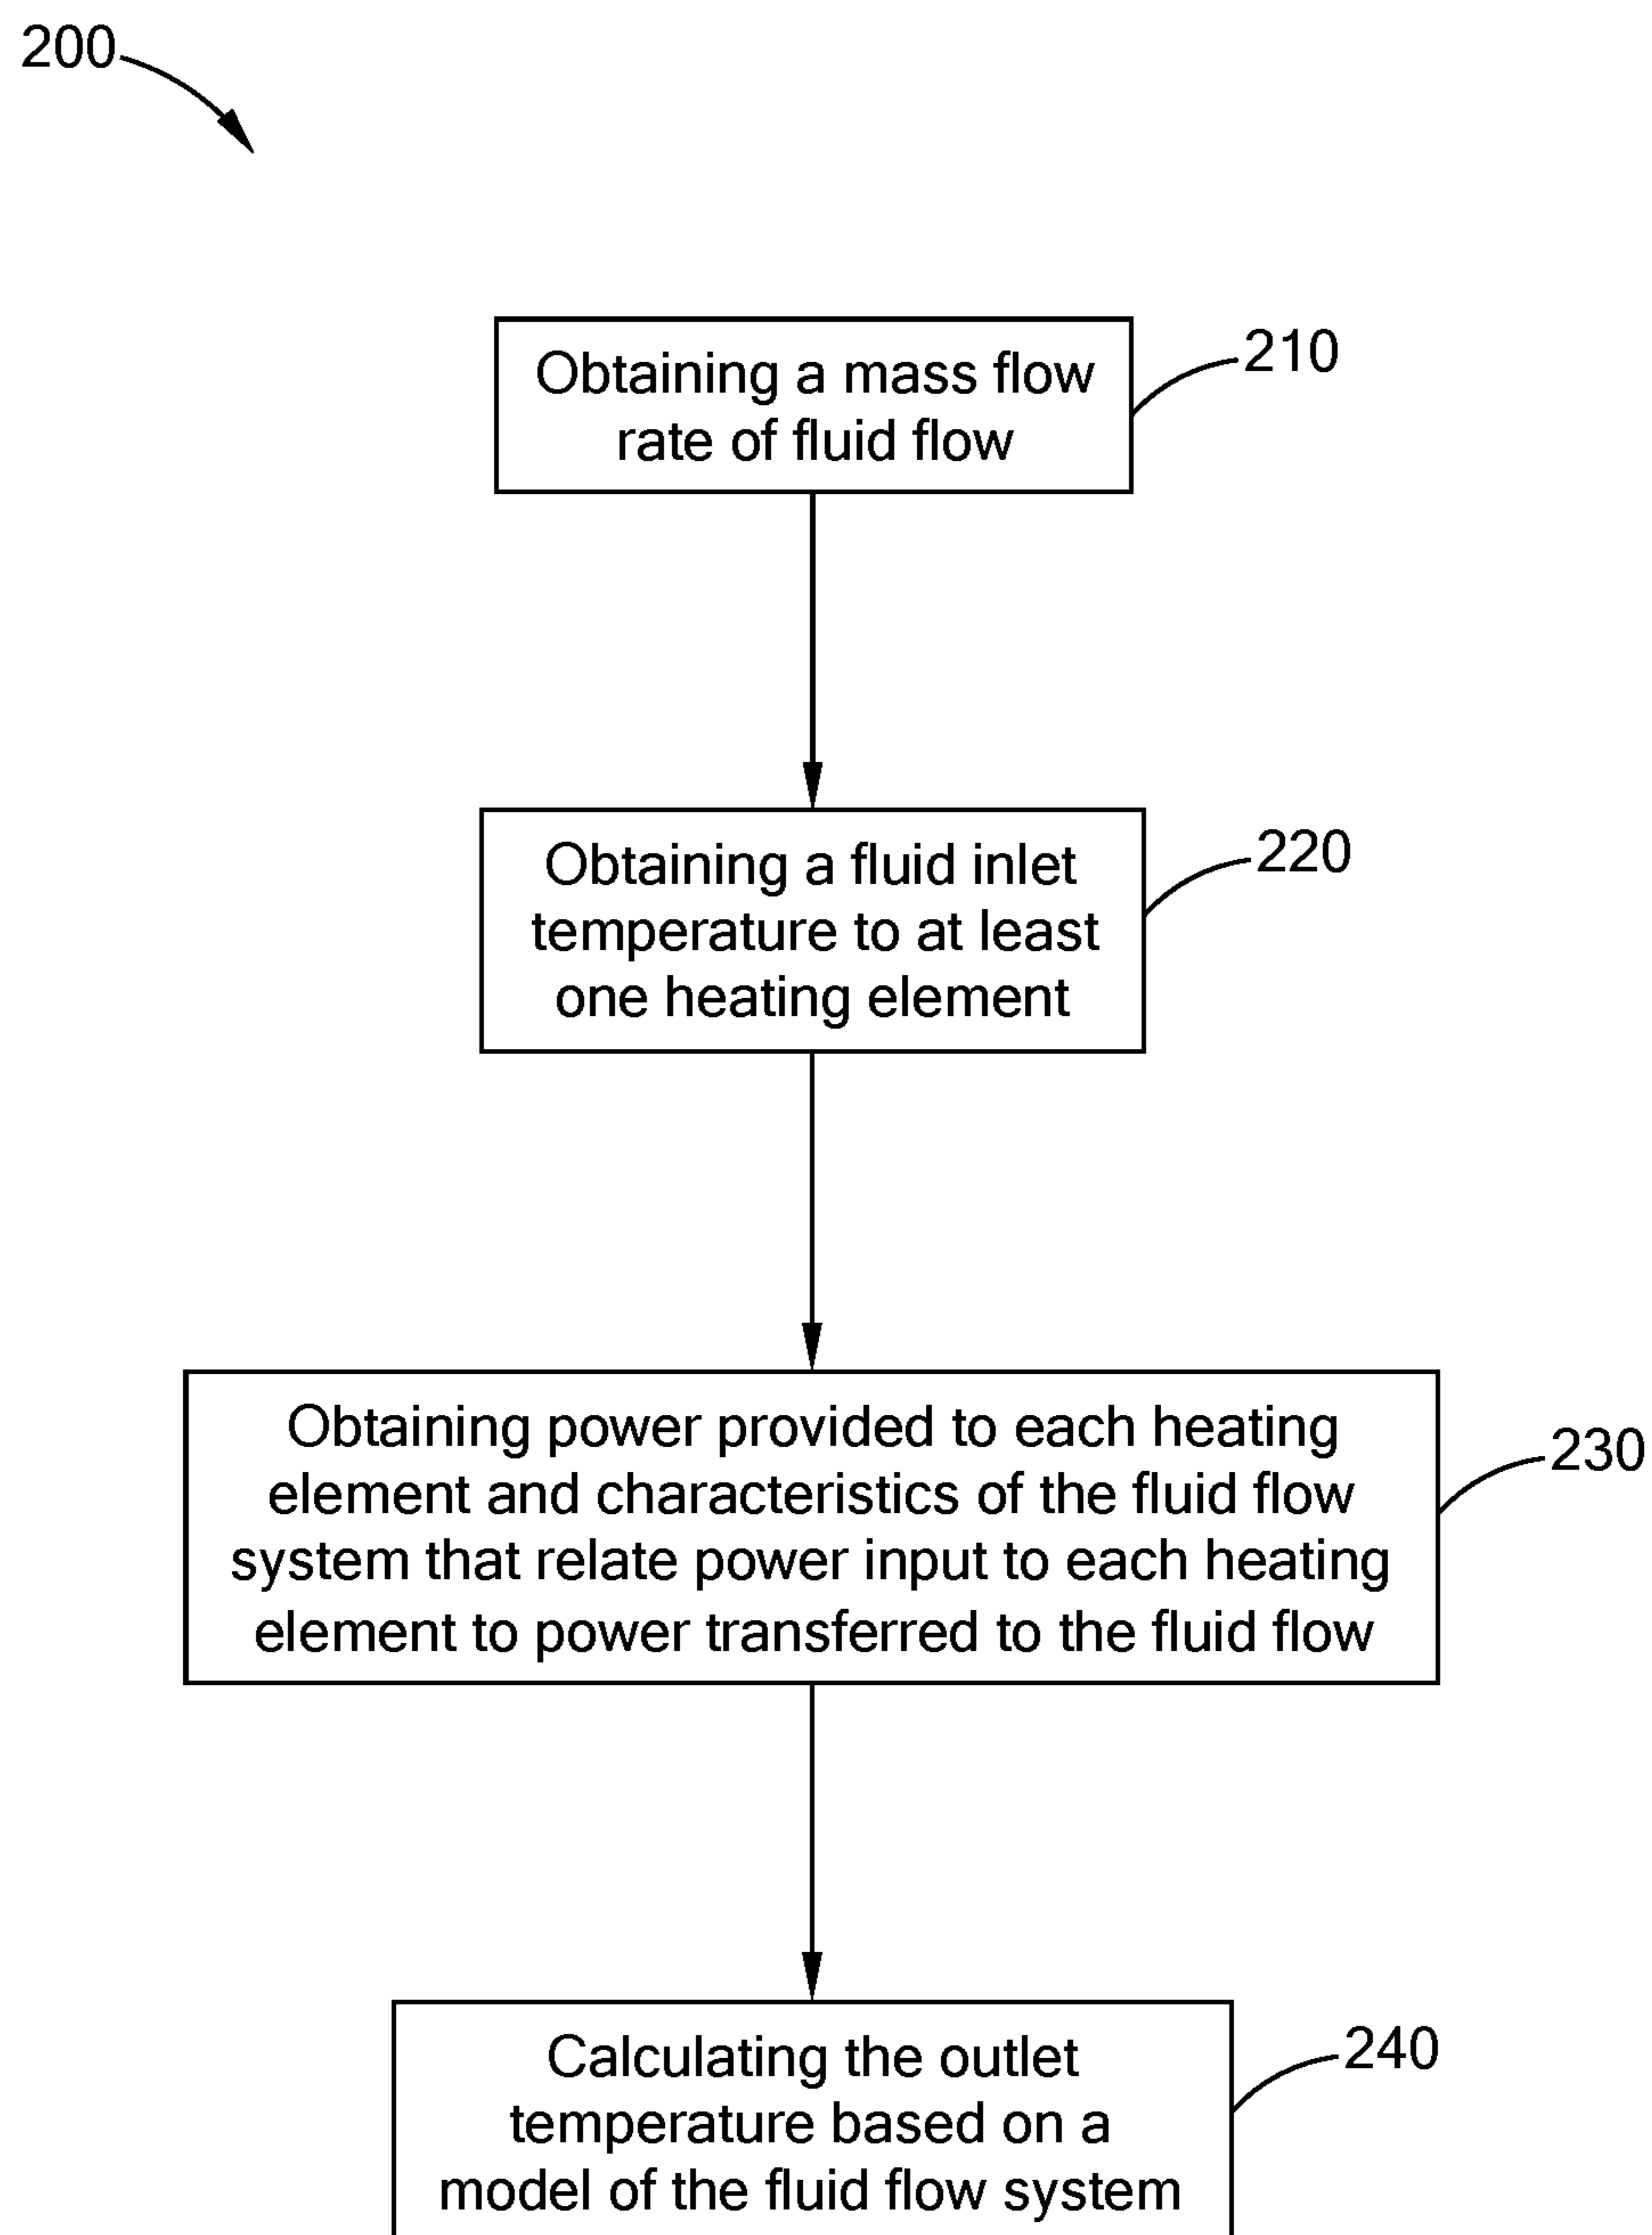 200
Obtaining a mass flow
rate of fluid flow
210
Obtaining a fluid inlet
temperature to at least
one heating element
220
Obtaining power provided to each heating
element and characteristics of the fluid flow
system that relate power input to each heating
element to power transferred to the fluid flow
230
Calculating the outlet
temperature based on a
model of the fluid flow system
240